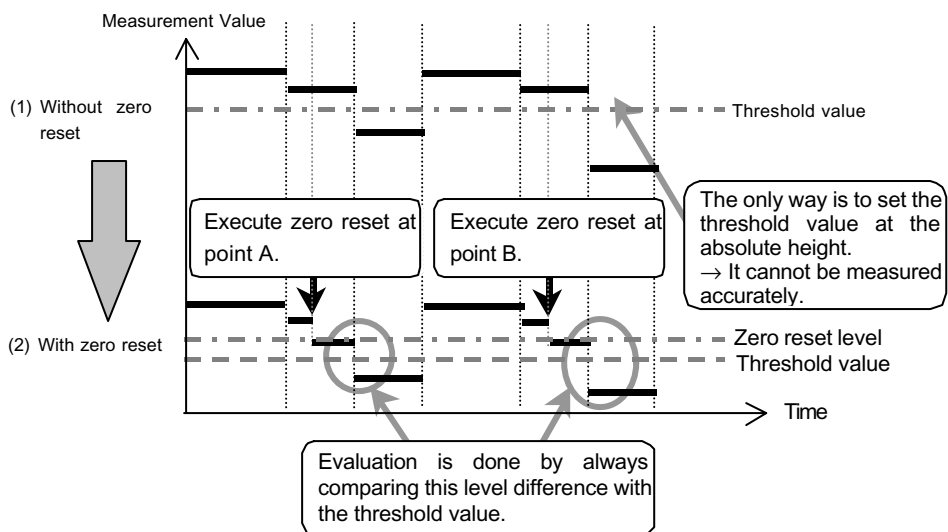 Measurement Value
(1) Without zero
reset
Threshold value
The only way is to set the
threshold value at the
absolute height.
→ It cannot be measured
accurately.
Execute zero reset at
point A.
Execute zero reset at
point B.
(2) With zero reset
Zero reset level
Threshold value
Time
Evaluation is done by always
comparing this level difference with
the threshold value.